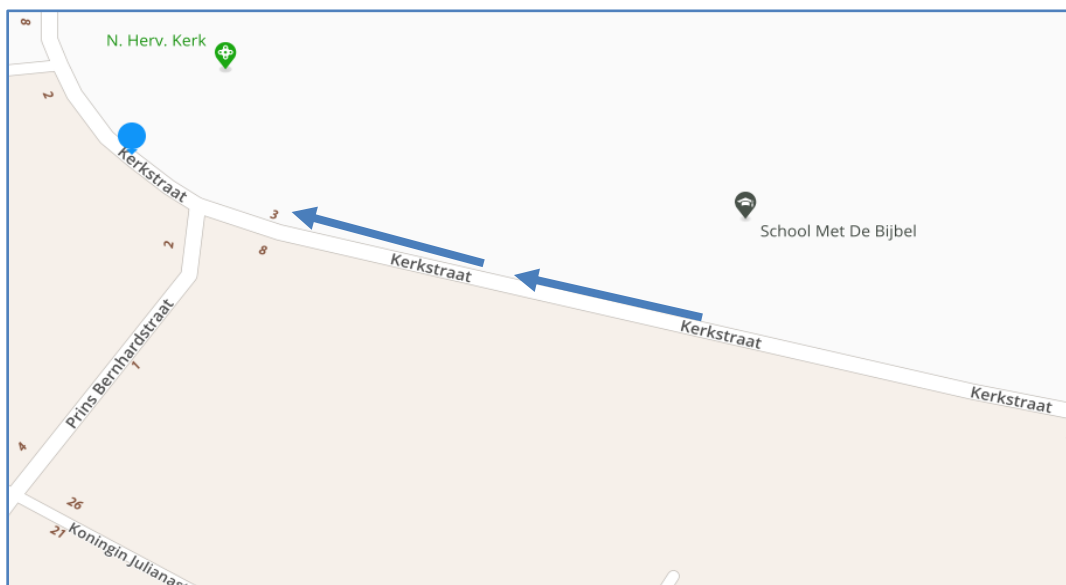 8
N. Herv. Kerk
2
Kerkstraat
3
School Met De Bijbel
2
8
Kerkstraat
Kerkstraat
Prins Bernhardstraat
1
Kerkstraat
4
26
21
Koningin Julianast